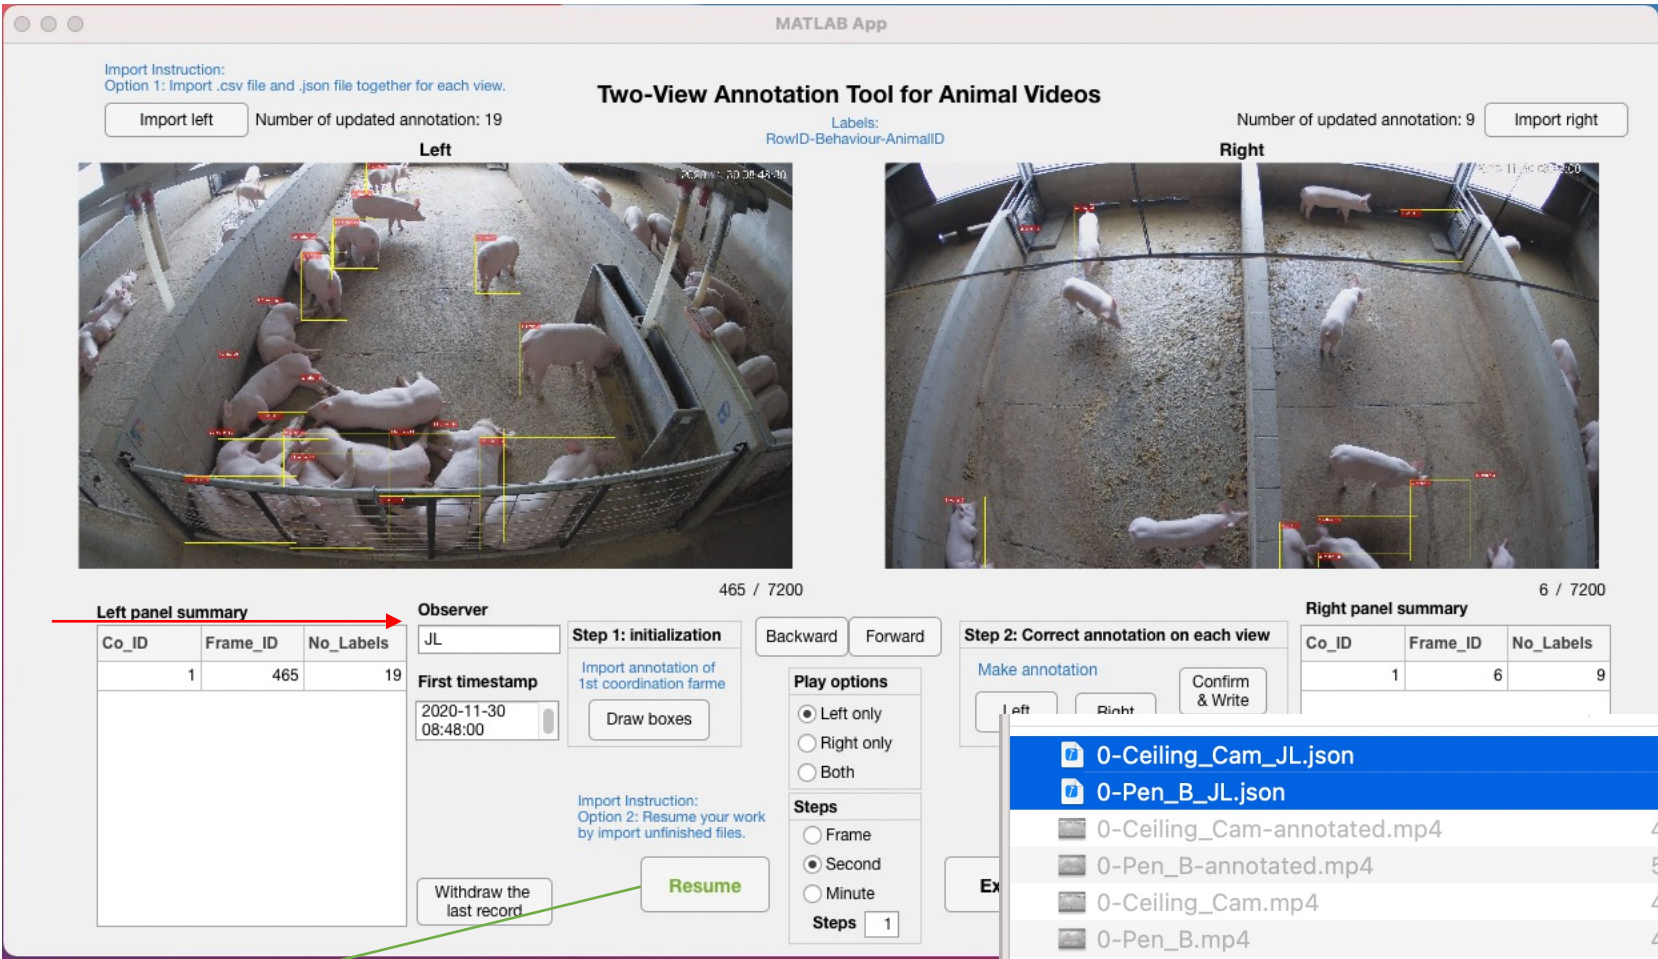 MATLAB App
Import Instruction:
Option 1: Import .csv file and .json file together for each view.
Two-View Annotation Tool for Animal Videos
Import left
Number of updated annotation: 19
Labels:
RowID-Behaviour-AnimalID
Number of updated annotation: 9
Import right
Left
Right
465 / 7200
6 / 7200
Left panel summary
Co_ID Frame_ID No_Labels
1 465 19
Observer
JL
First timestamp
2020-11-30
08:48:00
Step 1: initialization
Import annotation of
1st coordination farme
Draw boxes
Backward
Forward
Play options
Left only
Right only
Both
Steps
Frame
Second
Minute
Steps 1
Step 2: Correct annotation on each view
Make annotation
Left
Right
Confirm
& Write
Right panel summary
Co_ID Frame_ID No_Labels
1 6 9
Import Instruction:
Option 2: Resume your work
by import unfinished files.
Withdraw the
last record
Resume
Ex
0-Ceiling_Cam_JL.json
0-Pen_B_JL.json
0-Ceiling_Cam-annotated.mp4
0-Pen_B-annotated.mp4
0-Ceiling_Cam.mp4
0-Pen_B.mp4